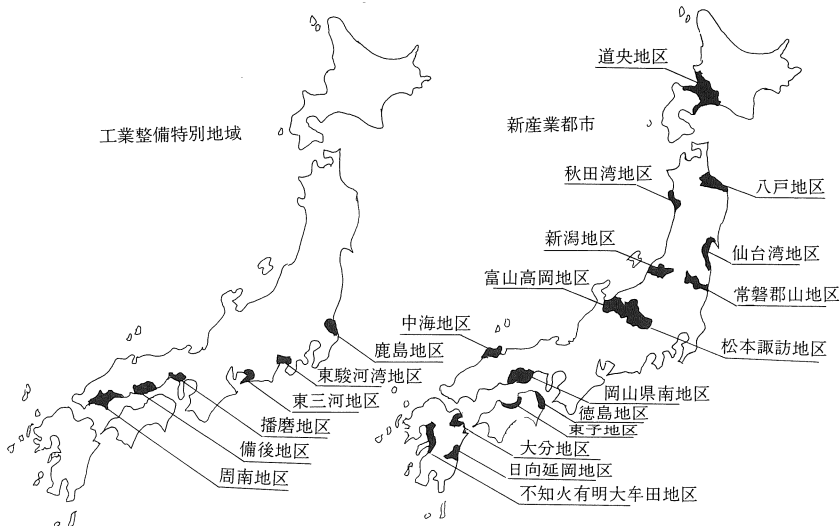 工業整備特別地域
鹿島地区
東駿河湾地区
東三河地区
播磨地区
備後地区
周南地区
新産業都市
道央地区
秋田湾地区
八戸地区
新潟地区
仙台湾地区
富山高岡地区
常磐郡山地区
中海地区
松本諏訪地区
岡山県南地区
徳島地区
東予地区
大分地区
日向延岡地区
不知火有明大牟田地区